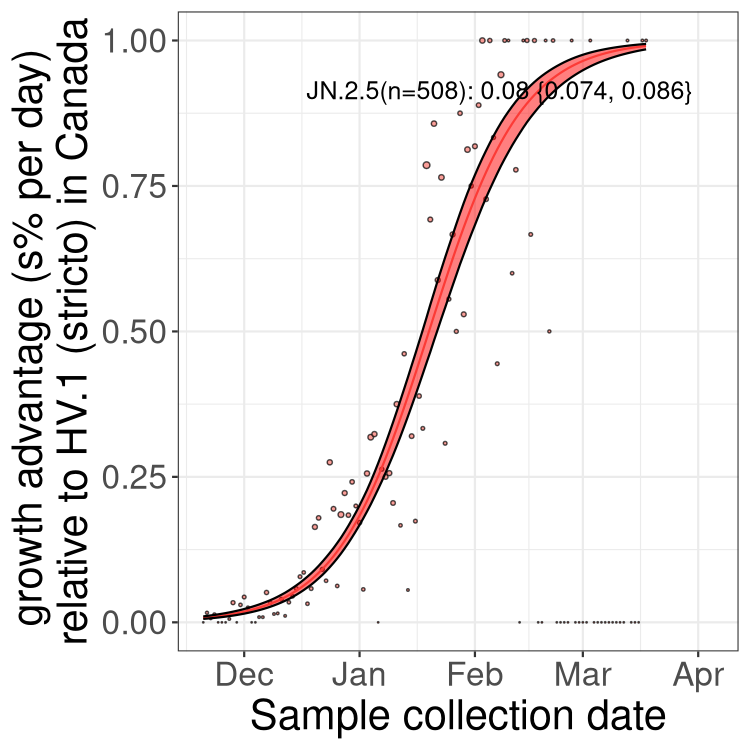 growth advantage (s% per day)
relative to HV.1 (stricto) in Canada
1.00
0.75
0.50
0.25
0.00
JN.2.5(n=508): 0.08 {0.074, 0.086}
Dec Jan Feb Mar Apr
Sample collection date